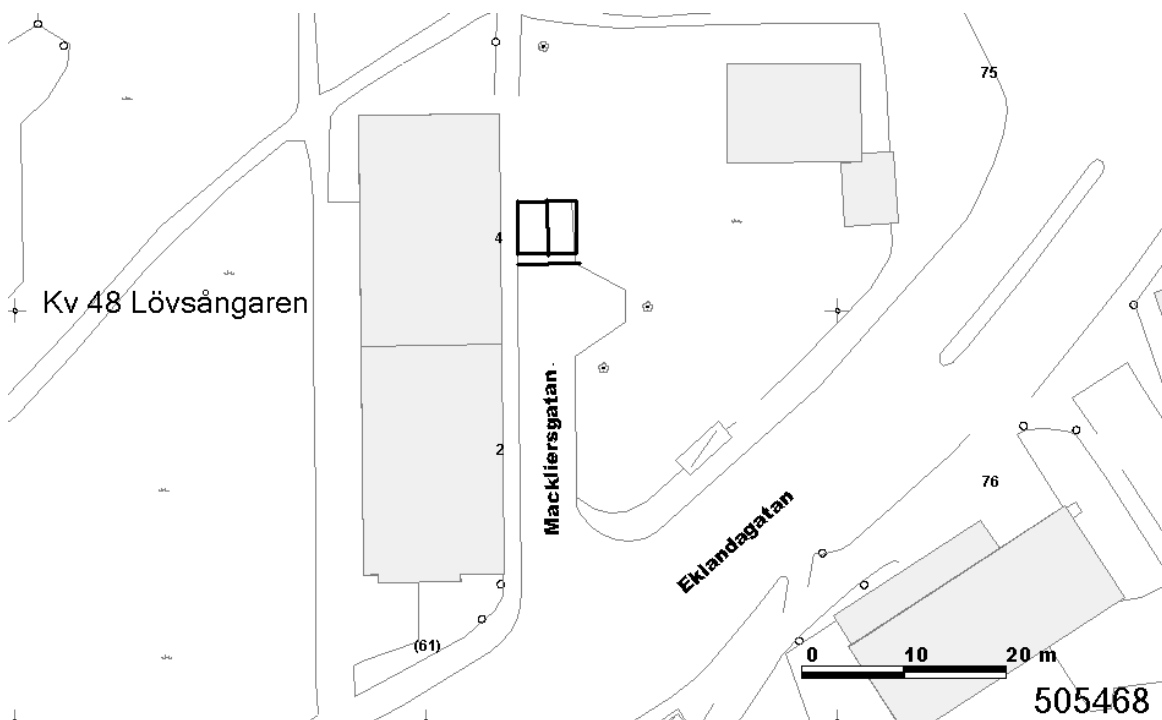 75
4
Kv 48 Lövsångaren
Mackliersgatan
2
76
Eklandagatan
(61)
0 10 20 m
505468